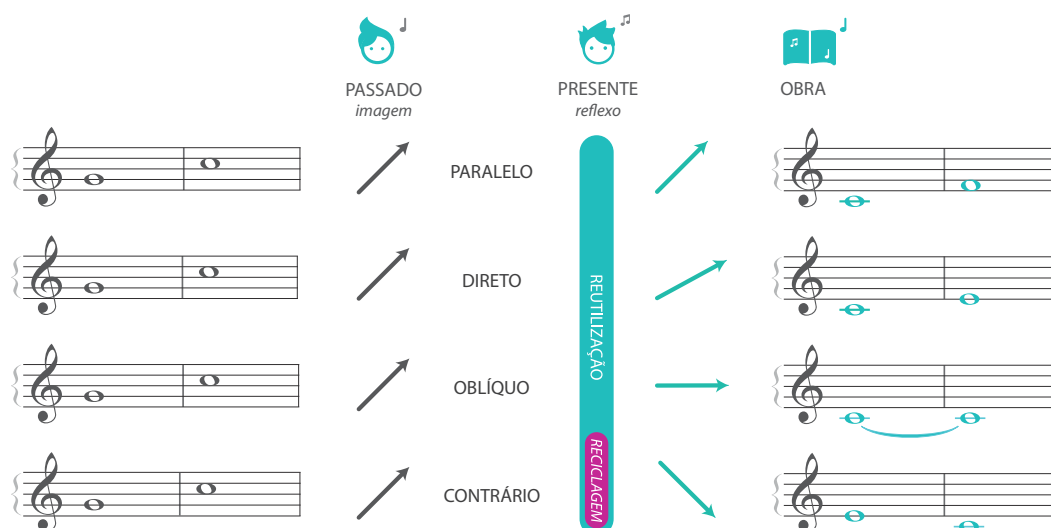 PASSADO
imagem
PRESENTE
reflexo
OBRA
PARALELO
DIRETO
OBLÍQUO
CONTRÁRIO
REUTILIZAÇÃO
RECICLAGEM